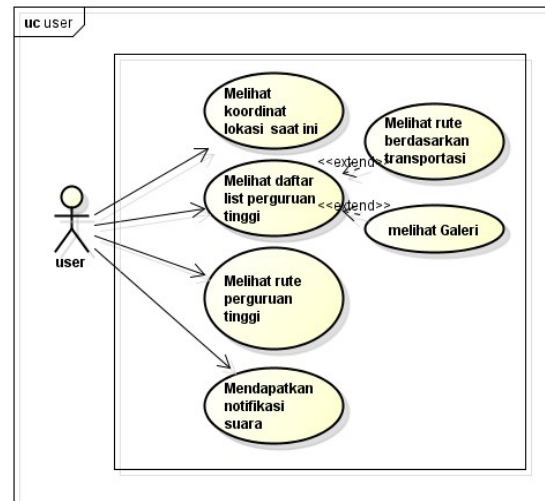 uc user
Melihat
koordinat
lokasi saat ini
Melihat rute
berdasarkan
transportasi
<<extend>>
Melihat daftar
list perguruan
tinggi
<<extend>>
melihat Galeri
user
Melihat rute
perguruan
tinggi
Mendapatkan
notifikasi
suara